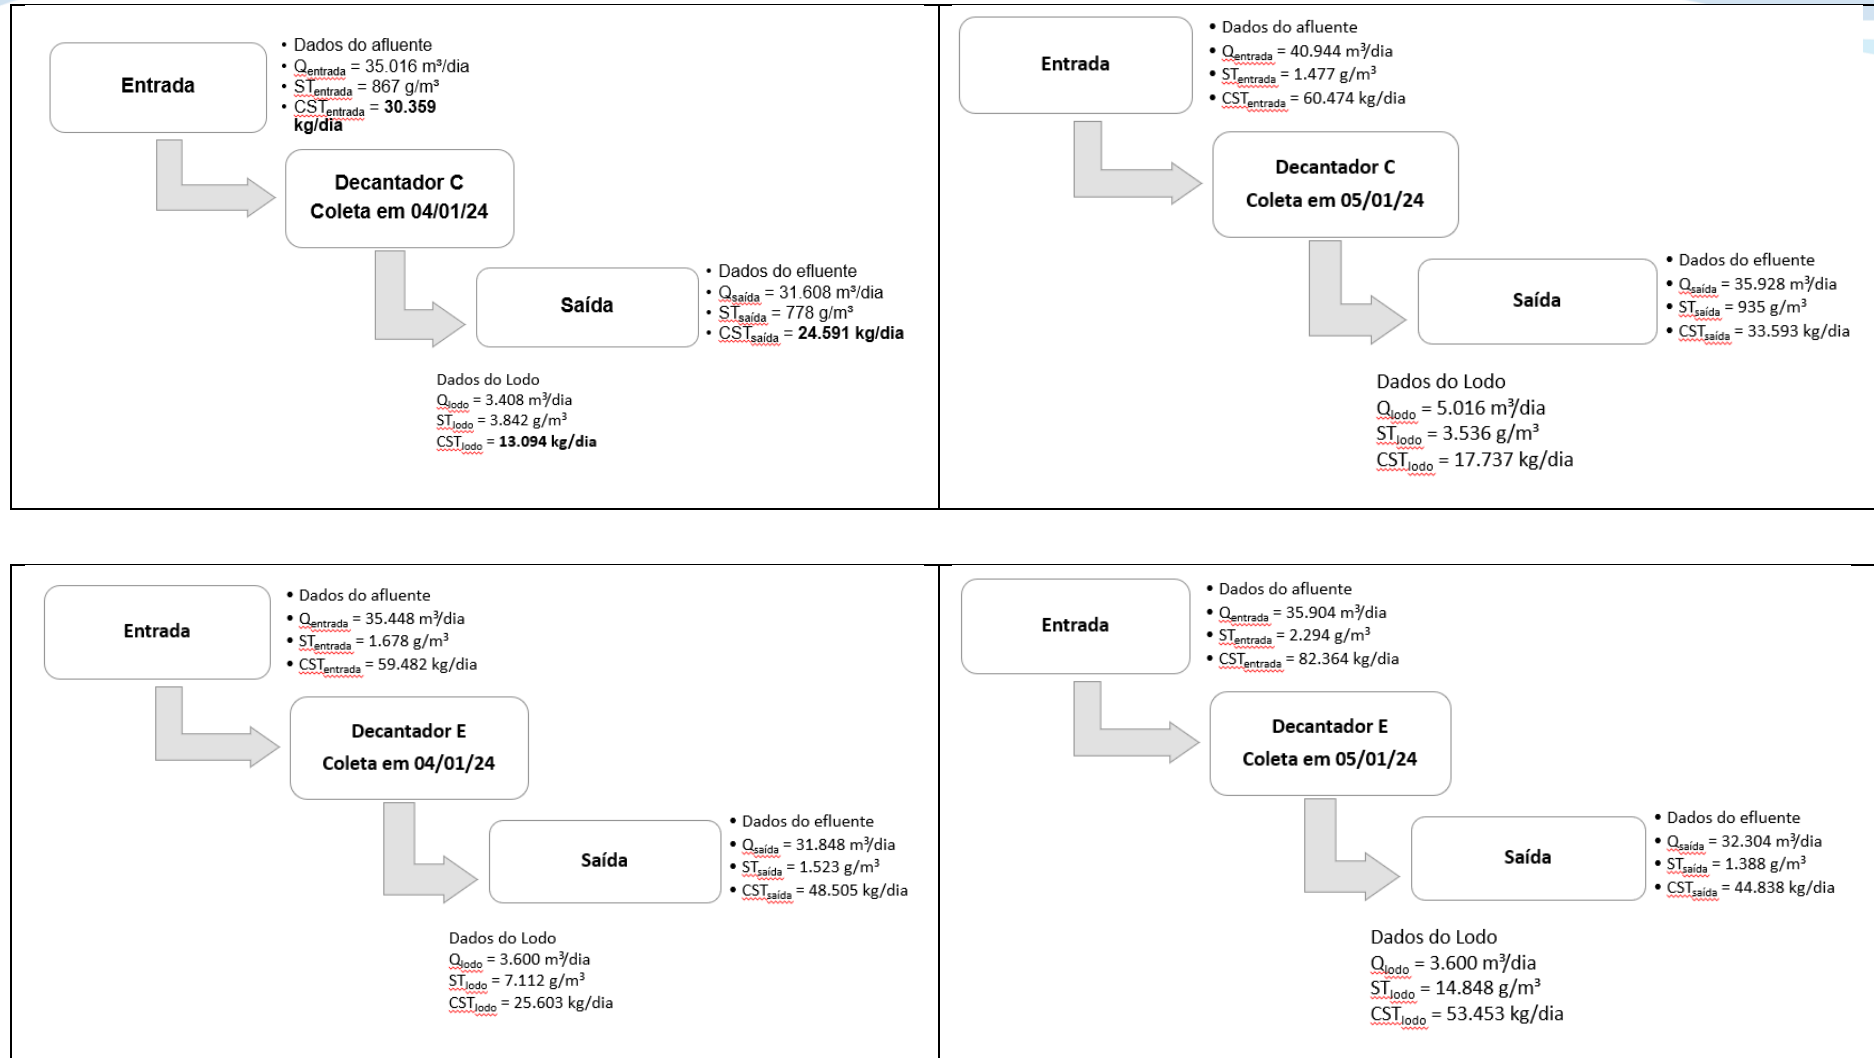 Entrada
• Dados do afluente
• Qentrada = 35.016 m³/dia
• STentrada = 867 g/m³
• CSTentrada = 30.359
kg/dia
Decantador C
Coleta em 04/01/24
Saída
• Dados do efluente
• Qsaída = 31.608 m³/dia
• STsaída = 778 g/m³
• CSTsaída = 24.591 kg/dia
Dados do Lodo
Qlodo = 3.408 m³/dia
STlodo = 3.842 g/m³
CSTlodo = 13.094 kg/dia
Entrada
• Dados do afluente
• Qentrada = 40.944 m³/dia
• STentrada = 1.477 g/m³
• CSTentrada = 60.474 kg/dia
Decantador C
Coleta em 05/01/24
Saída
• Dados do efluente
• Qsaída = 35.928 m³/dia
• STsaída = 935 g/m³
• CSTsaída = 33.593 kg/dia
Dados do Lodo
Qlodo = 5.016 m³/dia
STlodo = 3.536 g/m³
CSTlodo = 17.737 kg/dia
Entrada
• Dados do afluente
• Qentrada = 35.448 m³/dia
• STentrada = 1.678 g/m³
• CSTentrada = 59.482 kg/dia
Decantador E
Coleta em 04/01/24
Saída
• Dados do efluente
• Qsaída = 31.848 m³/dia
• STsaída = 1.523 g/m³
• CSTsaída = 48.505 kg/dia
Dados do Lodo
Qlodo = 3.600 m³/dia
STlodo = 7.112 g/m³
CSTlodo = 25.603 kg/dia
Entrada
• Dados do afluente
• Qentrada = 35.904 m³/dia
• STentrada = 2.294 g/m³
• CSTentrada = 82.364 kg/dia
Decantador E
Coleta em 05/01/24
Saída
• Dados do efluente
• Qsaída = 32.304 m³/dia
• STsaída = 1.388 g/m³
• CSTsaída = 44.838 kg/dia
Dados do Lodo
Qlodo = 3.600 m³/dia
STlodo = 14.848 g/m³
CSTlodo = 53.453 kg/dia